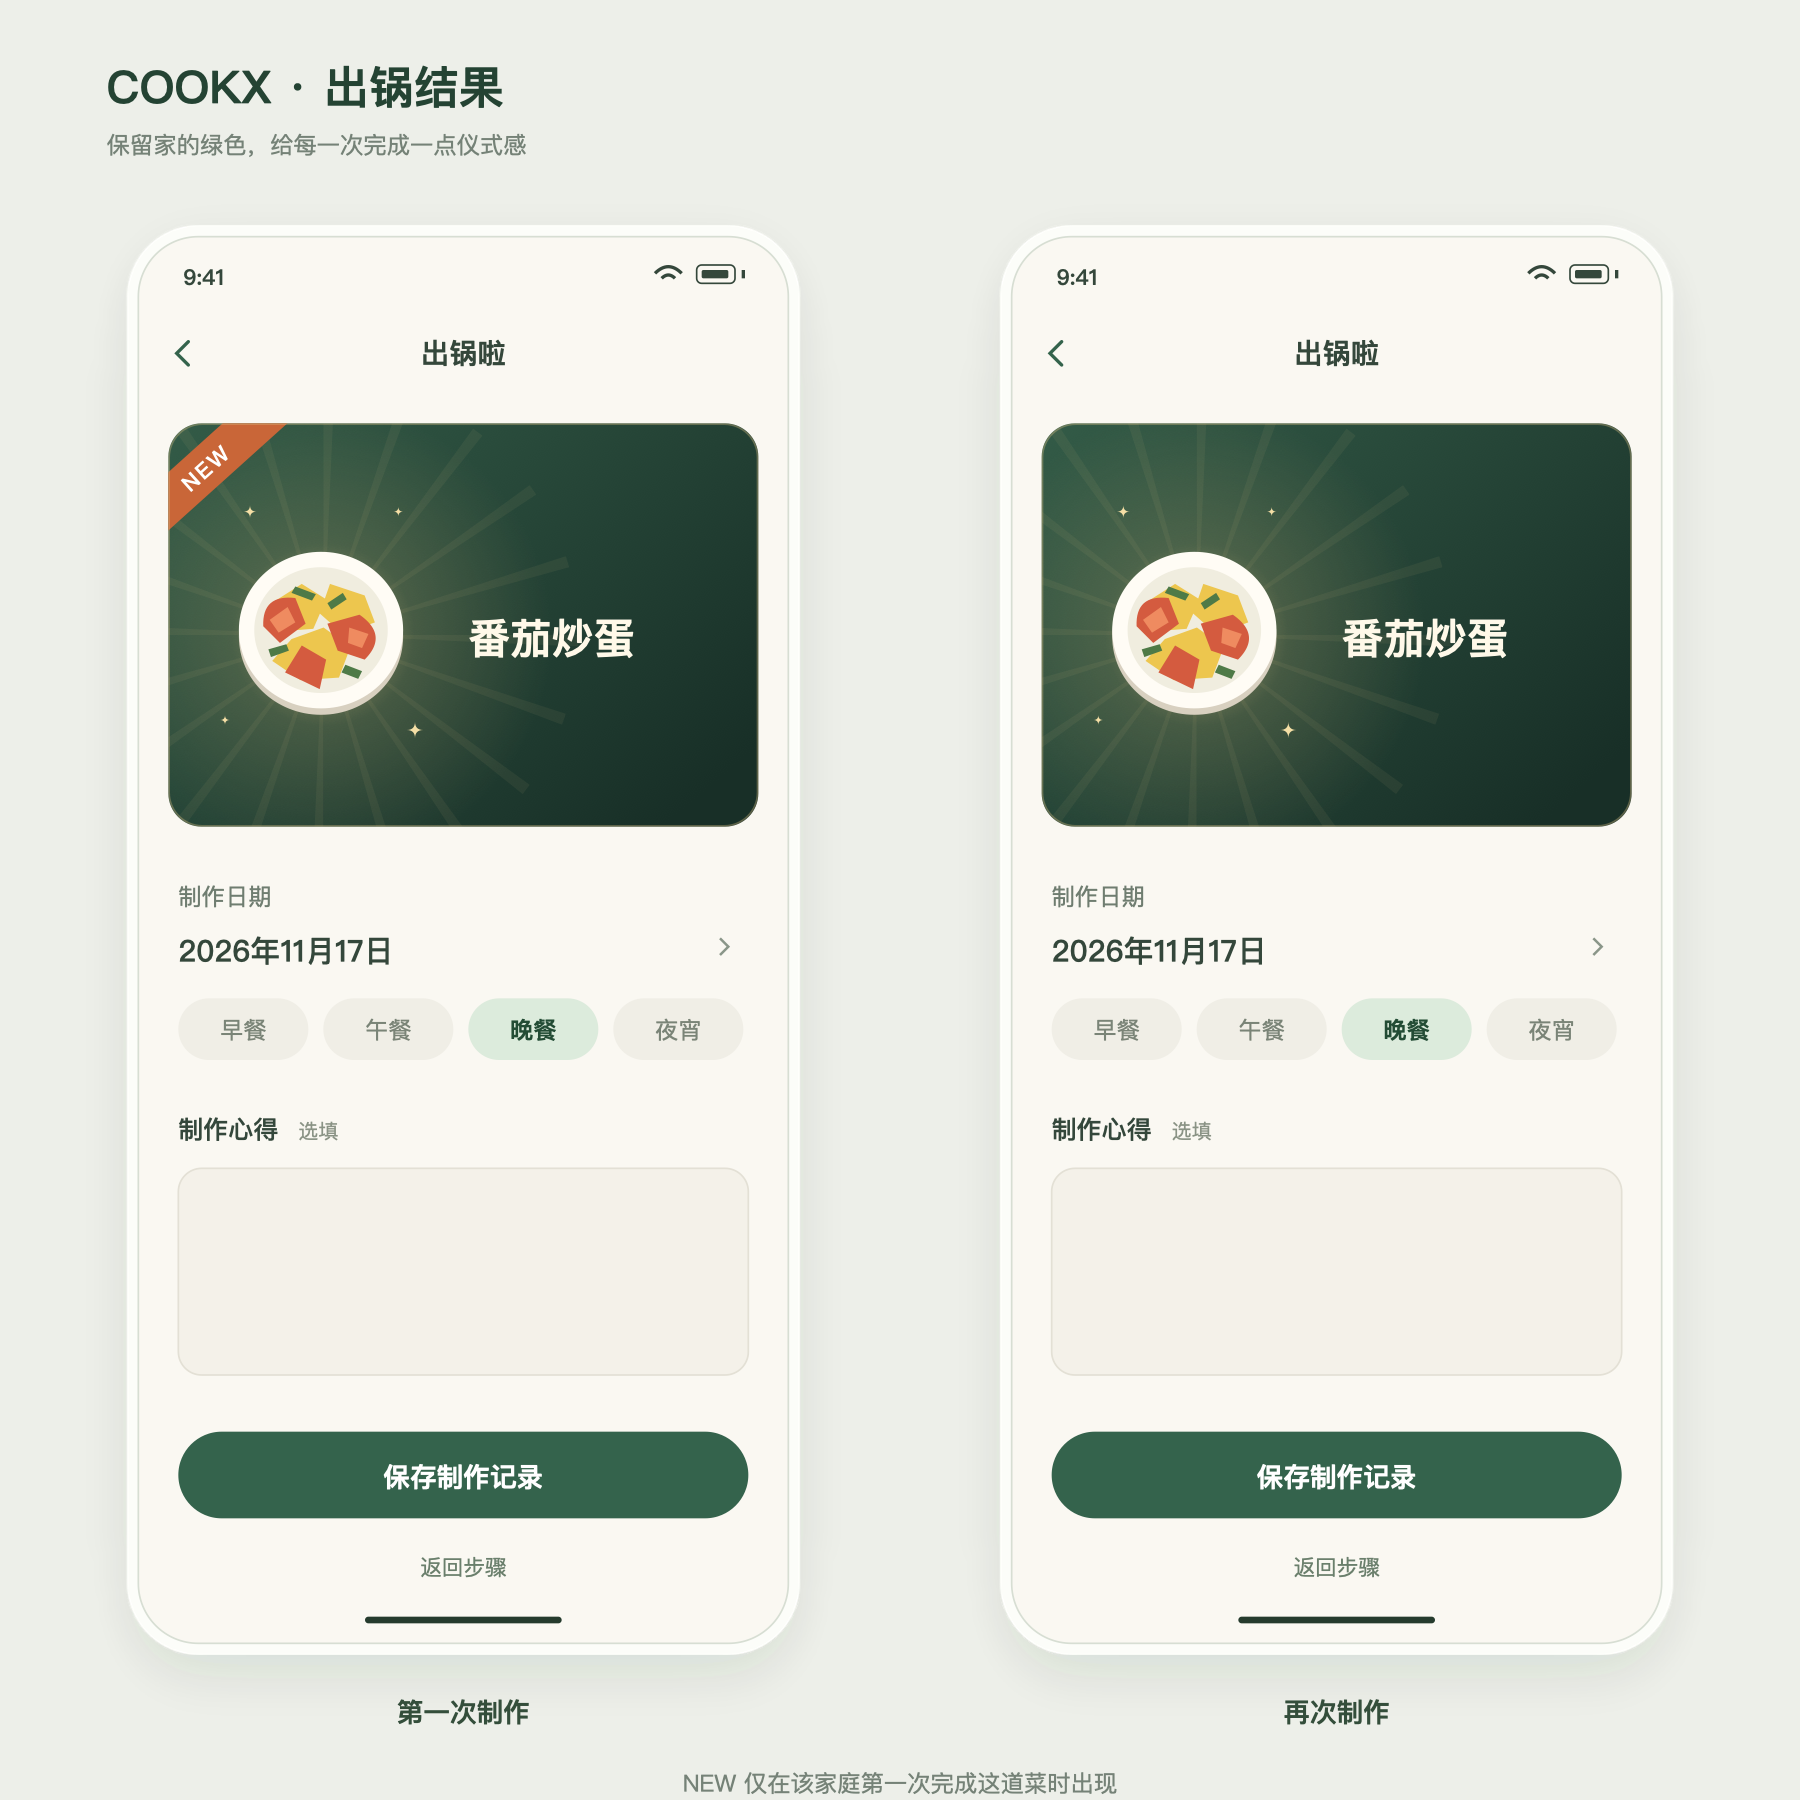 COOKX · 出锅结果
保留家的绿色，给每一次完成一点仪式感
9:41
出锅啦
NEW
番茄炒蛋
制作日期
2026年11月17日
早餐 午餐 晚餐 夜宵
制作心得 选填
保存制作记录
返回步骤
第一次制作
9:41
出锅啦
番茄炒蛋
制作日期
2026年11月17日
早餐 午餐 晚餐 夜宵
制作心得 选填
保存制作记录
返回步骤
再次制作
NEW 仅在该家庭第一次完成这道菜时出现